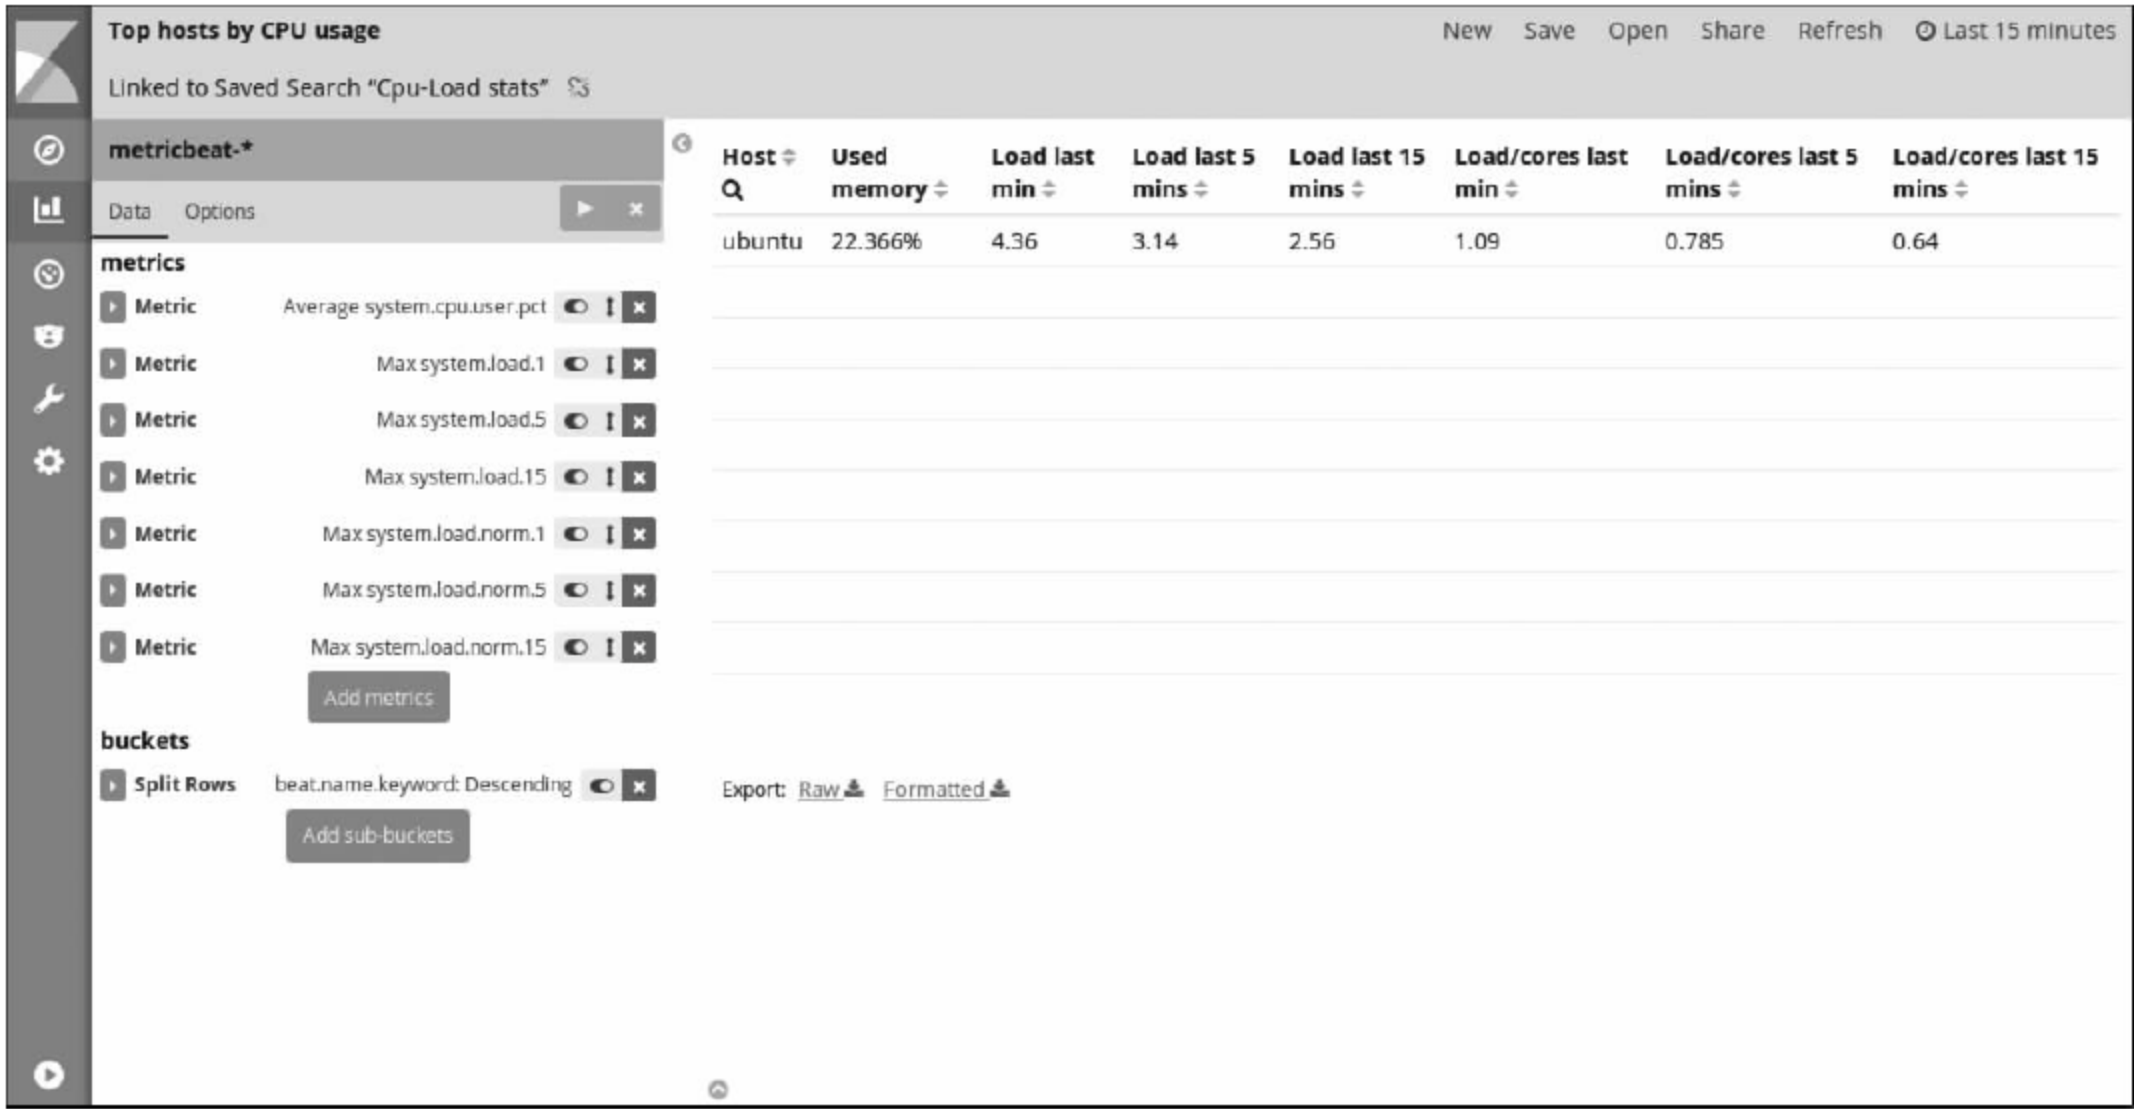 Top hosts by CPU usage
New Save Open Share Refresh Last 15 minutes
Linked to Saved Search “Cpu-Load stats”
metricbeat-*
Data Options
metrics
Metric Average system.cpu.user.pct
Metric Max system.load.1
Metric Max system.load.5
Metric Max system.load.15
Metric Max system.load.norm.1
Metric Max system.load.norm.5
Metric Max system.load.norm.15
Add metrics
buckets
Split Rows beat.name.keyword: Descending
Add sub-buckets
Host Used Load last Load last 5 Load last 15 Load/cores last Load/cores last 5 Load/cores last 15
memory min mins mins min mins mins
ubuntu 22.366% 4.36 3.14 2.56 1.09 0.785 0.64
Export: Raw Formatted